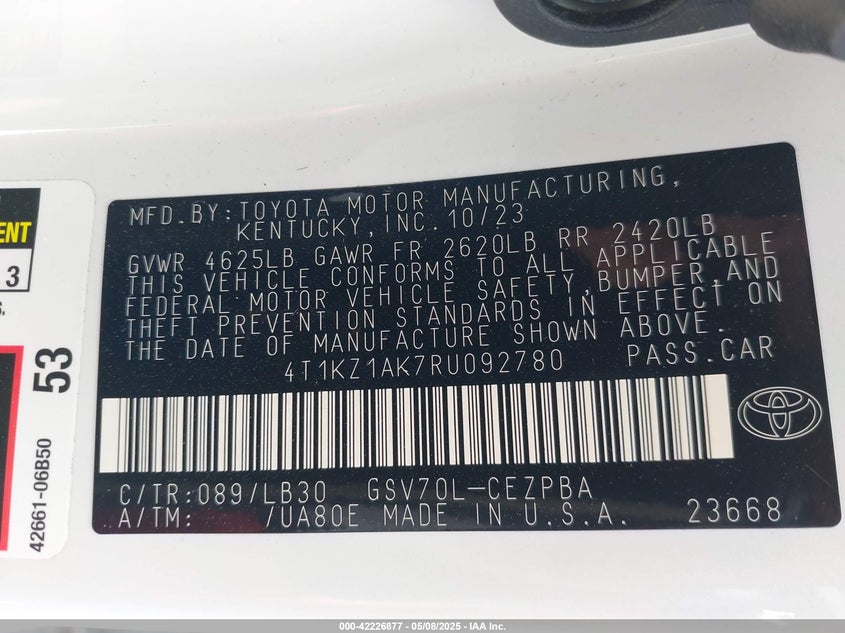 MFD.BY:TOYOTA MOTOR MANUFACTURING,
KENTUCKY,INC.10/23
GVWR 4625LB GAWR FR 2620LB RR 2420LB
THIS VEHICLE CONFORMS TO ALL APPLICABLE
FEDERAL MOTOR VEHICLE SAFETY,BUMPER,AND
THEFT PREVENTION STANDARDS IN EFFECT ON
THE DATE OF MANUFACTURE SHOWN ABOVE.
4T1KZ1AK7RU092780 PASS.CAR
C/TR:089/LB30 GSV70L-CEZPBA
A/TM: /UA80E MADE IN U.S.A. 23668
ENT
3
53
42661-06B50
000-42226877 — 05/08/2025 — IAA Inc.